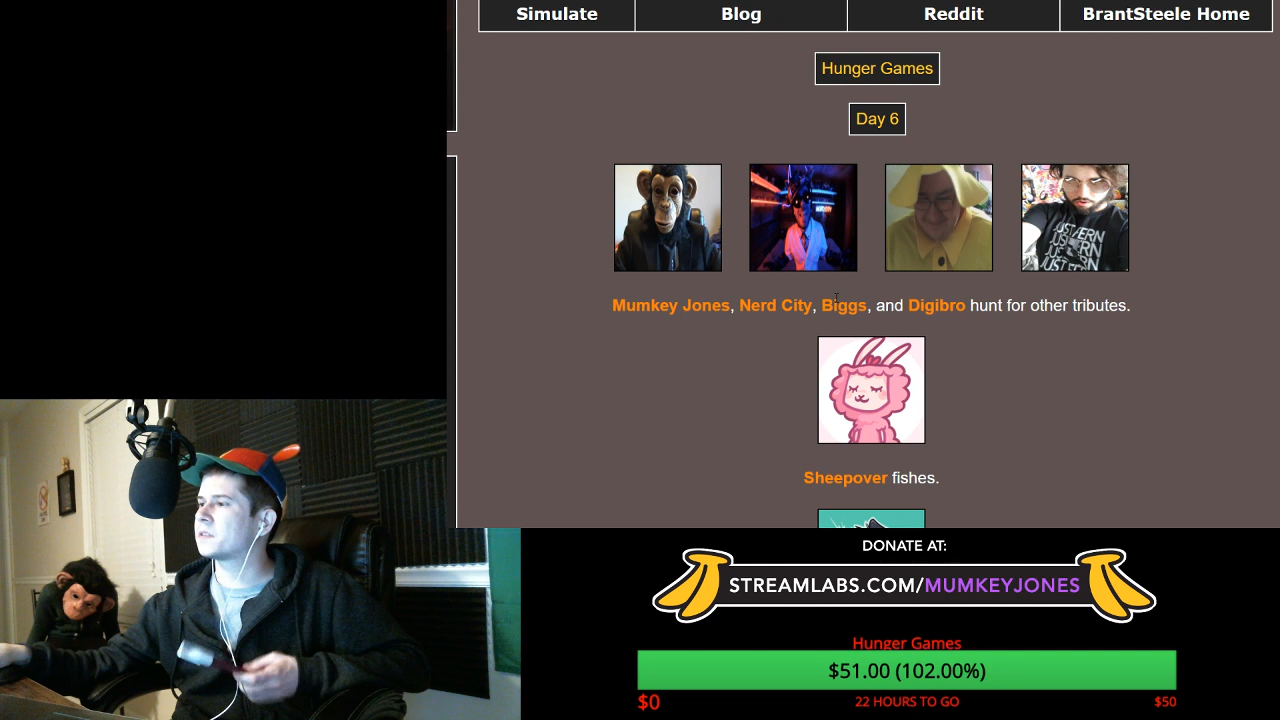 Simulate
Blog
Reddit
BrantSteele Home
Hunger Games
Day 6
Mumkey Jones, Nerd City, Biggs, and Digibro hunt for other tributes.
Sheepover fishes.
DONATE AT:
STREAMLABS.COM/MUMKEYJONES
Hunger Games
$51.00 (102.00%)
$0
22 HOURS TO GO
$50